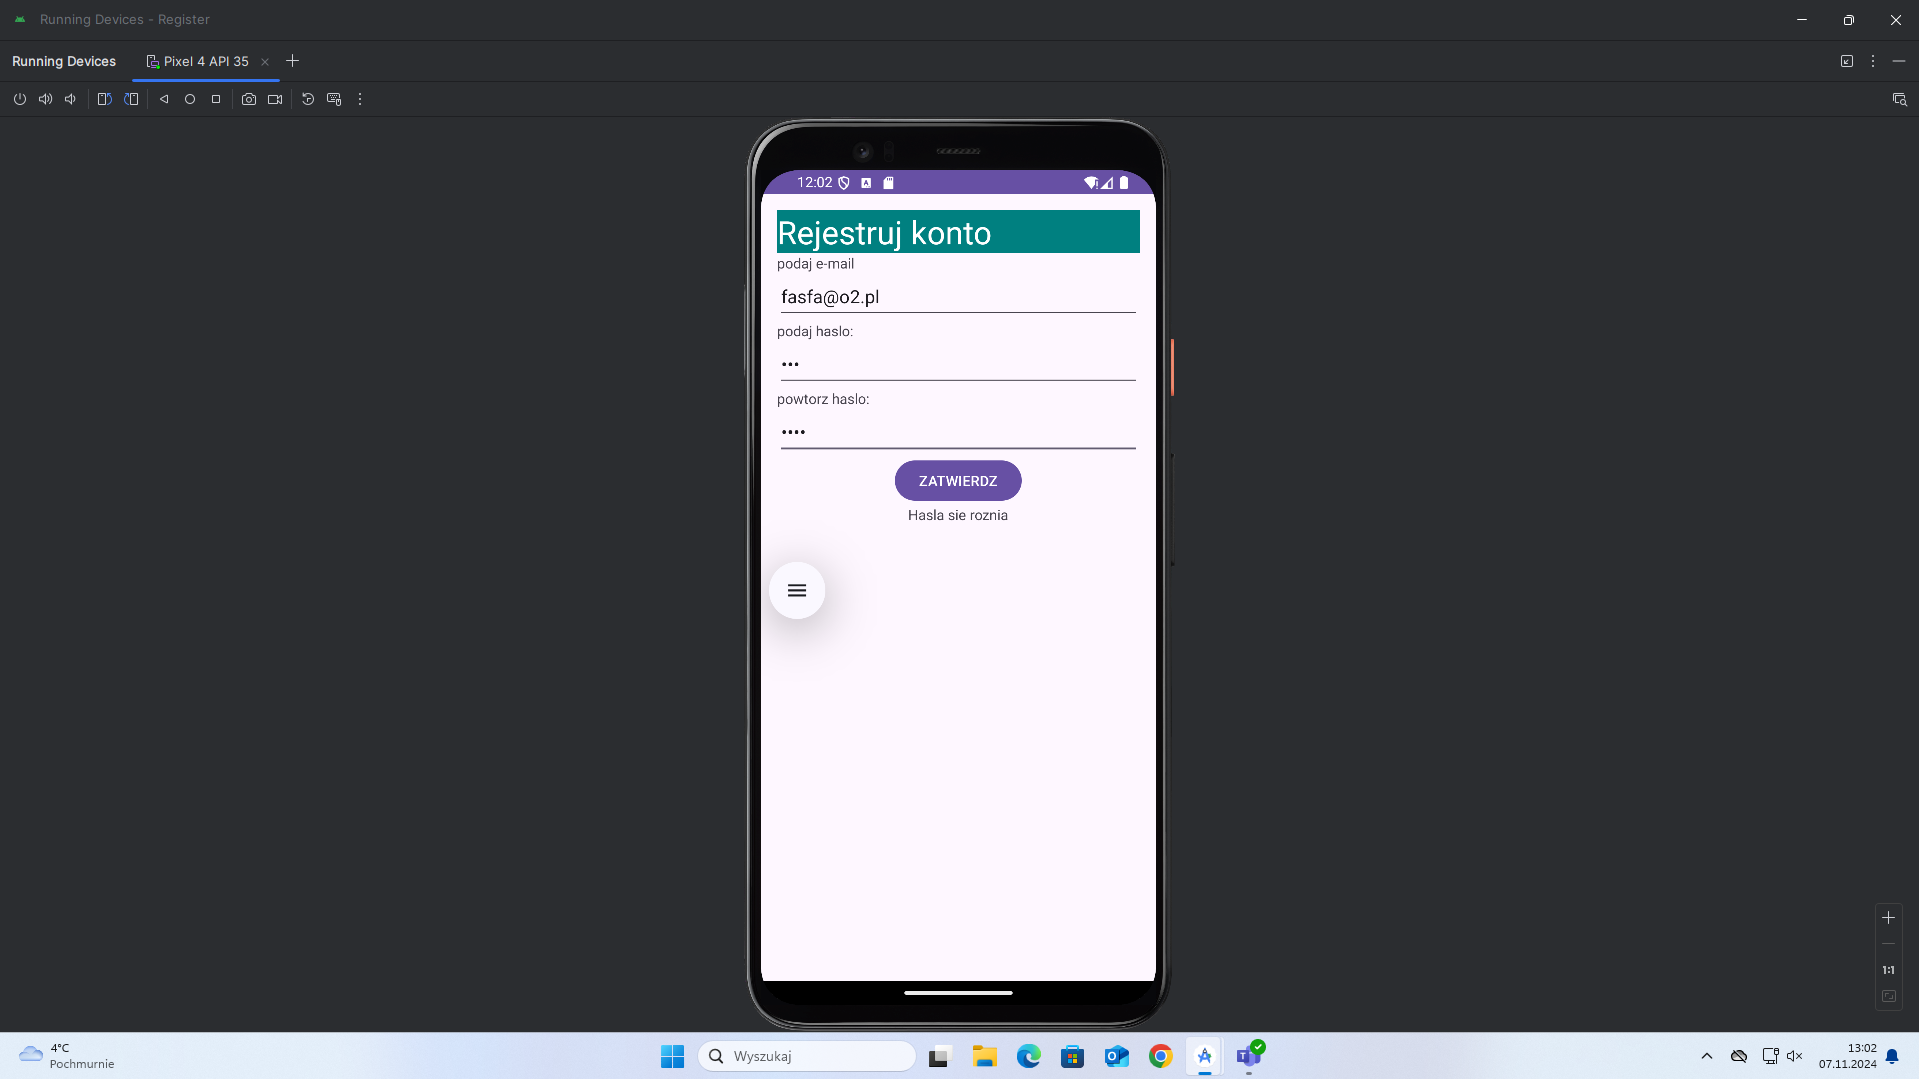 Running Devices - Register
Running Devices
Pixel 4 API 35
12:02
Rejestruj konto
podaj e-mail
fasfa@o2.pl
podaj haslo:
•••
powtorz haslo:
••••
ZATWIERDZ
Hasla sie roznia
1:1
4°C
Pochmurnie
Wyszukaj
13:02
07.11.2024